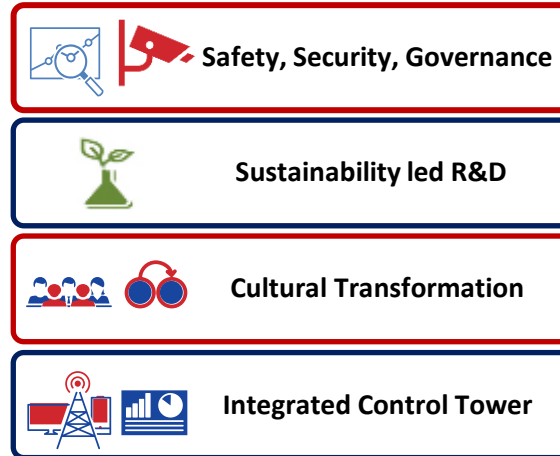 Safety, Security, Governance
Sustainability led R&D
Cultural Transformation
Integrated Control Tower